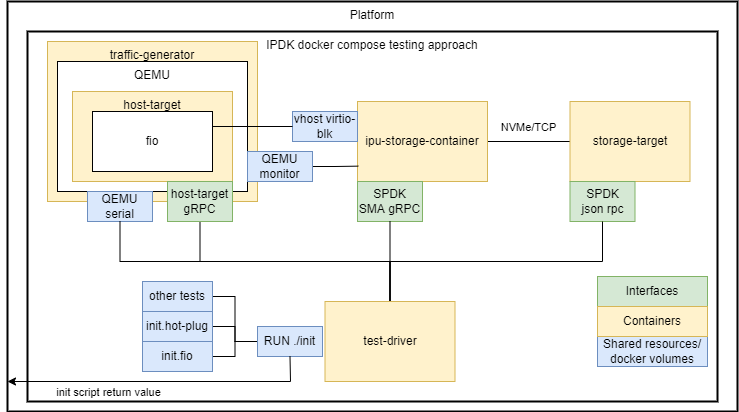 Platform
IPDK docker compose testing approach
traffic-generator
QEMU
host-target
fio
vhost virtio-
blk
ipu-storage-container
NVMe/TCP
storage-target
QEMU
monitor
QEMU
serial
host-target
gRPC
SPDK
SMA gRPC
SPDK
json rpc
other tests
init.hot-plug
init.fio
RUN ./init
test-driver
Interfaces
Containers
Shared resources/
docker volumes
init script return value